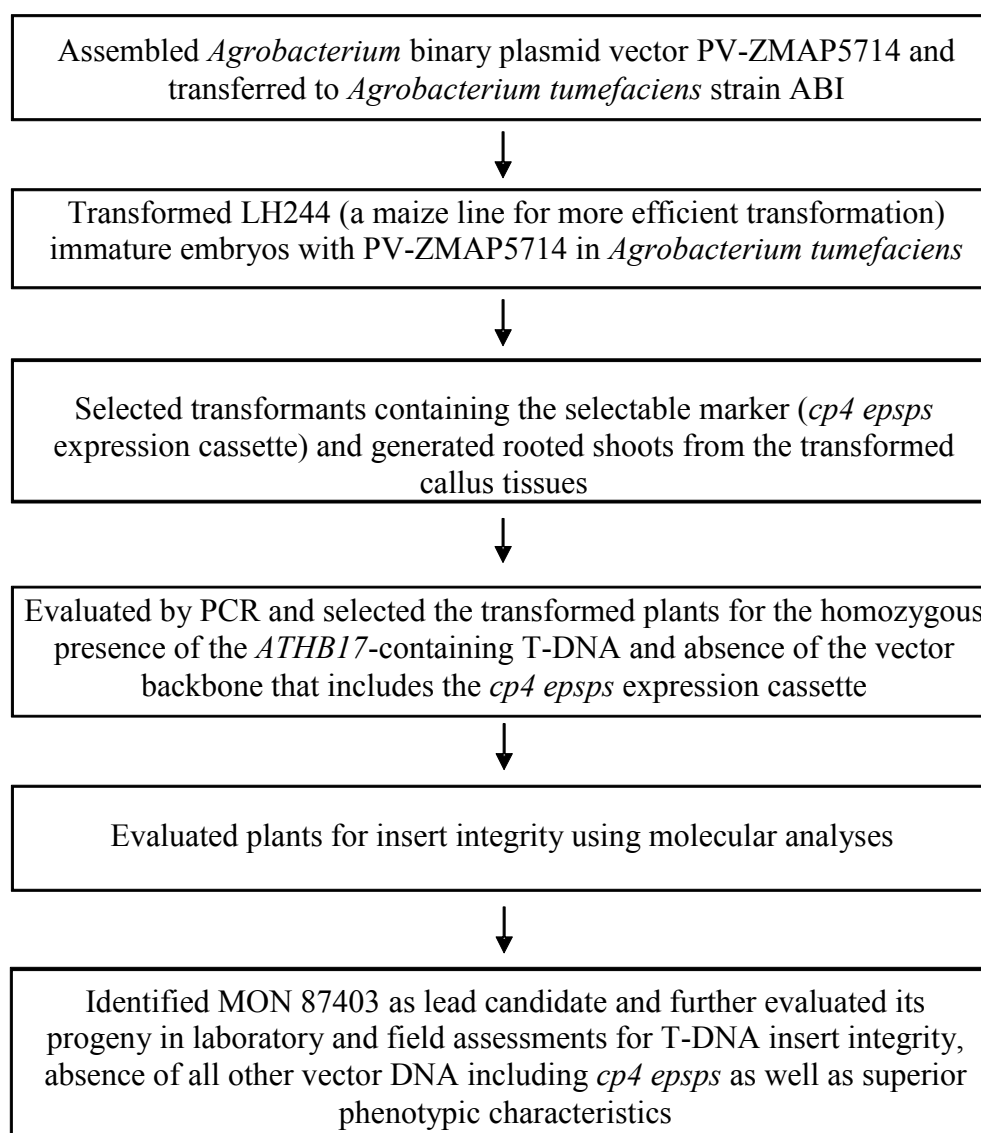 Assembled Agrobacterium binary plasmid vector PV-ZMAP5714 and
transferred to Agrobacterium tumefaciens strain ABI
Transformed LH244 (a maize line for more efficient transformation)
immature embryos with PV-ZMAP5714 in Agrobacterium tumefaciens
Selected transformants containing the selectable marker (cp4 epsps
expression cassette) and generated rooted shoots from the transformed
callus tissues
Evaluated by PCR and selected the transformed plants for the homozygous
presence of the ATHB17-containing T-DNA and absence of the vector
backbone that includes the cp4 epsps expression cassette
Evaluated plants for insert integrity using molecular analyses
Identified MON 87403 as lead candidate and further evaluated its
progeny in laboratory and field assessments for T-DNA insert integrity,
absence of all other vector DNA including cp4 epsps as well as superior
phenotypic characteristics